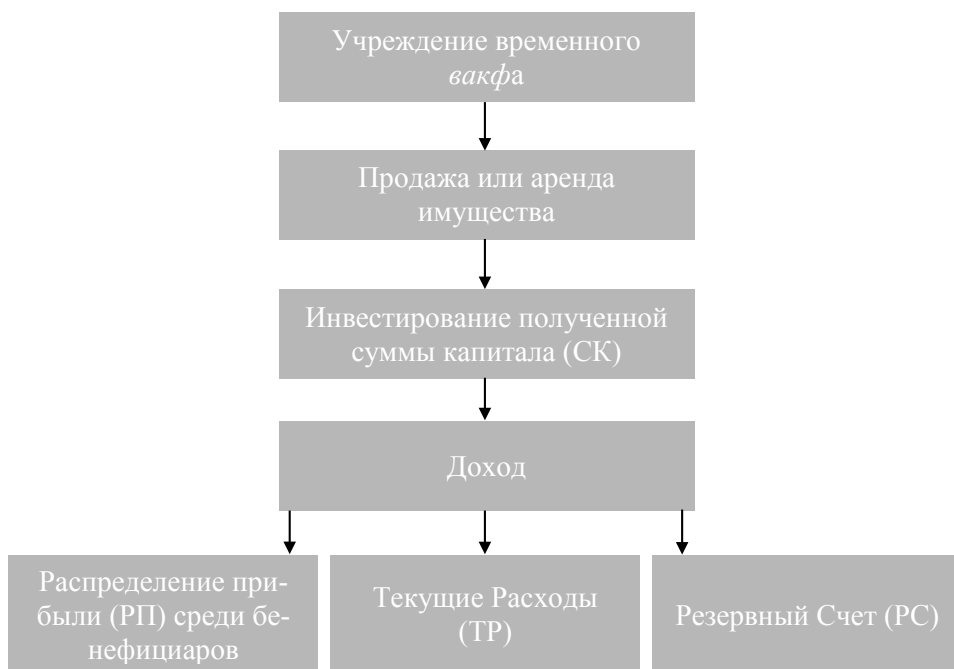 Учреждение временного
вакфа
Продажа или аренда
имущества
Инвестирование полученной
суммы капитала (СК)
Доход
Распределение при-
были (РП) среди бе-
нефициаров
Текущие Расходы
(ТР)
Резервный Счет (РС)